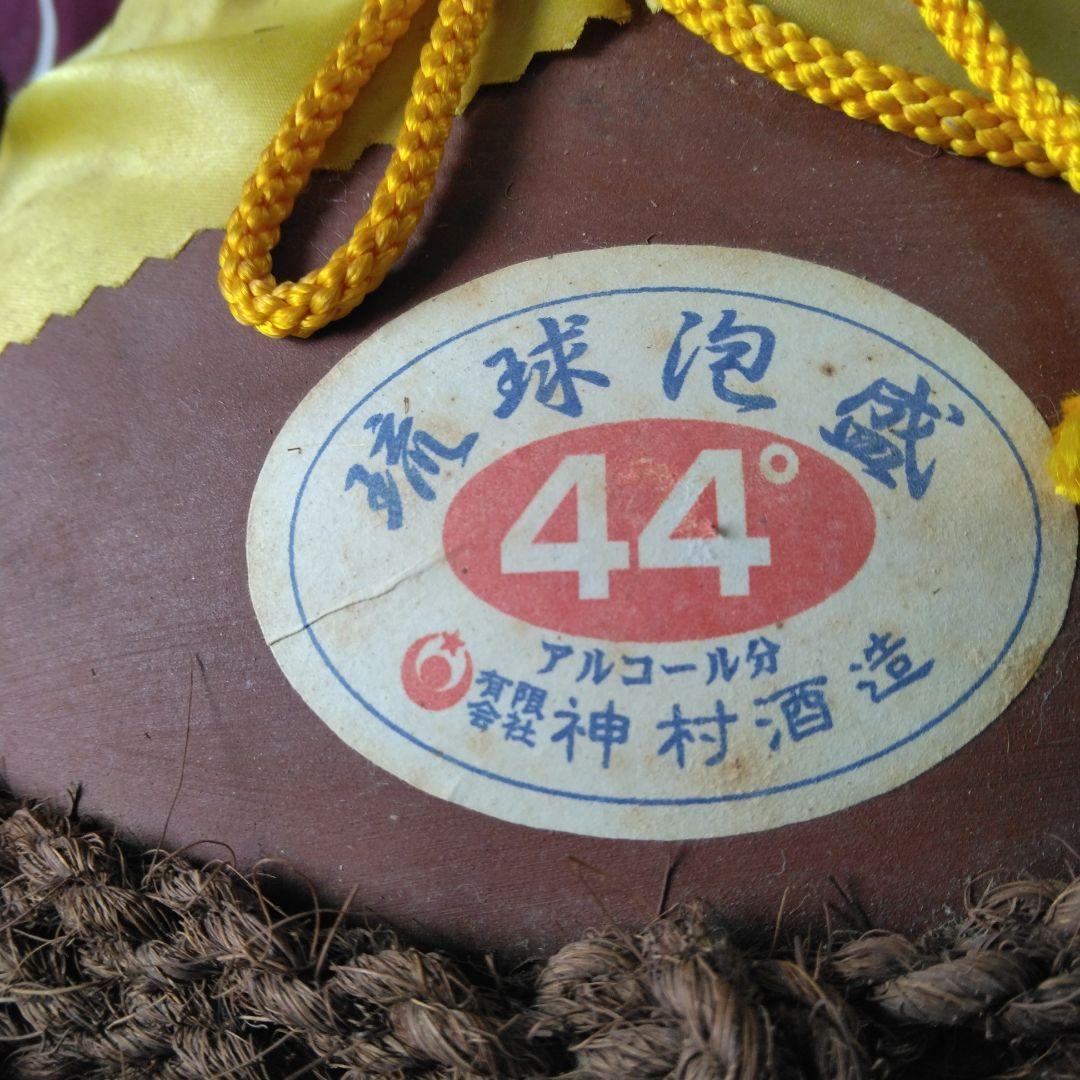 琉球泡盛
44°
アルコール分
有限会社 神村酒造